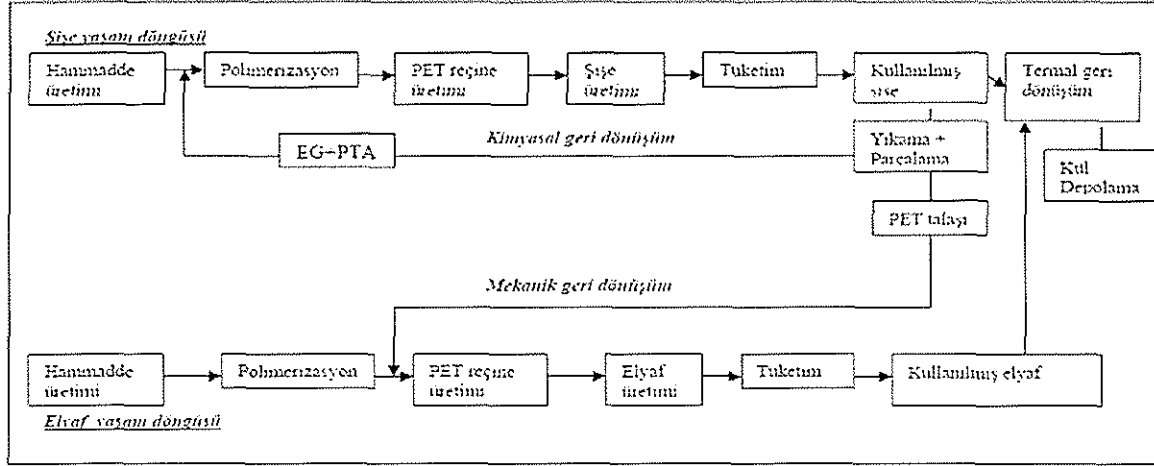 Şişe yaşam döngüsü
Hammadde
üretimi
Polimerizasyon
PET reçine
üretimi
Şişe
üretimi
Tüketim
Kullanılmış
şişe
Termal geri
dönüşüm
EG+PTA
Kimyasal geri dönüşüm
Yıkama +
Parçalama
Kül
Depolama
PET talaşı
Mekanik geri dönüşüm
Hammadde
üretimi
Polimerizasyon
PET reçine
üretimi
Elyaf
üretimi
Tüketim
Kullanılmış elyaf
Elyaf yaşam döngüsü